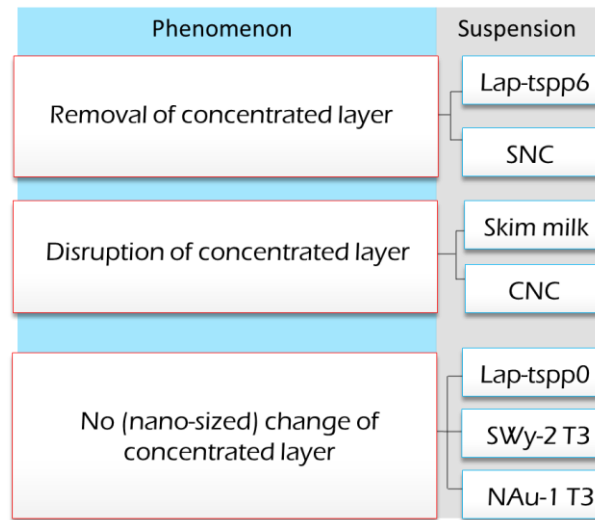 Phenomenon
Suspension
Removal of concentrated layer
Lap-tspp6
SNC
Disruption of concentrated layer
Skim milk
CNC
No (nano-sized) change of
concentrated layer
Lap-tspp0
SWy-2 T3
NAu-1 T3